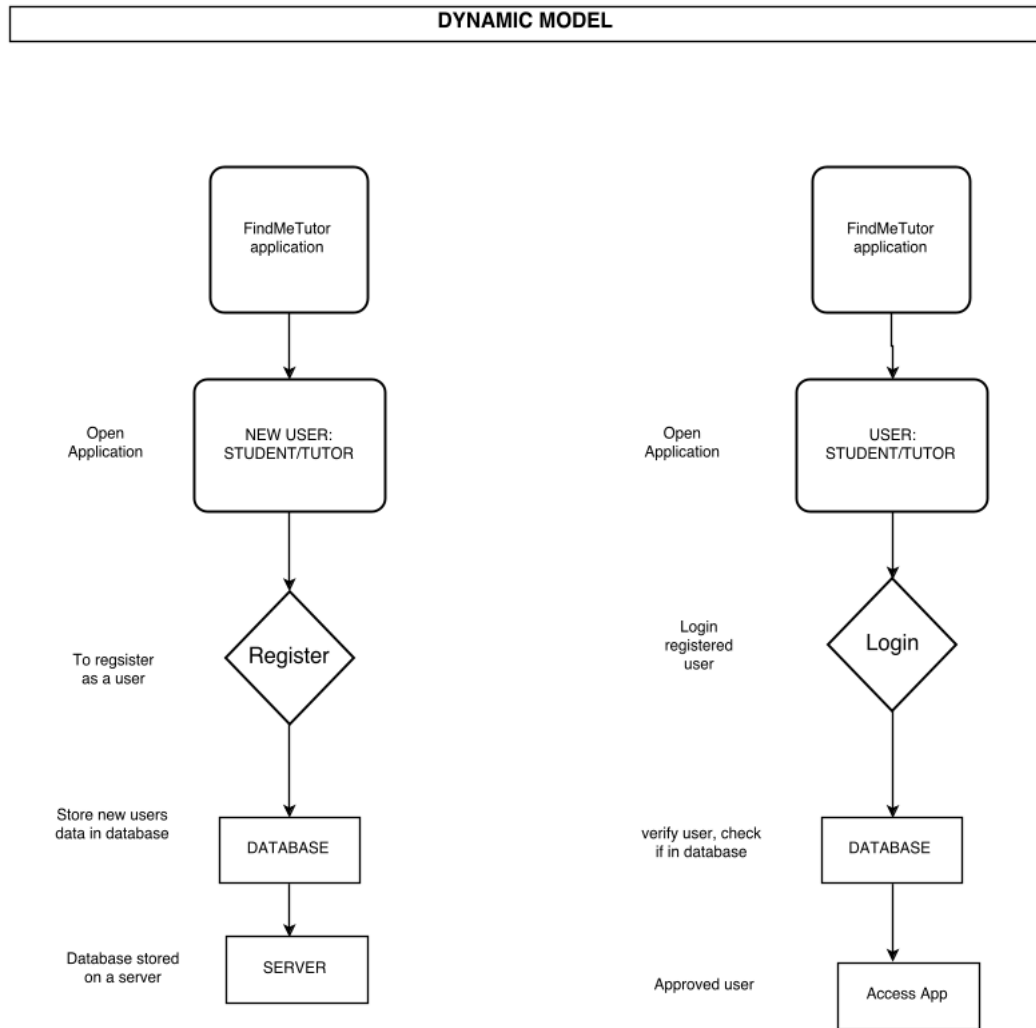 DYNAMIC MODEL
FindMeTutor
application
Open
Application
NEW USER:
STUDENT/TUTOR
To regsister
as a user
Register
Store new users
data in database
DATABASE
Database stored
on a server
SERVER
FindMeTutor
application
Open
Application
USER:
STUDENT/TUTOR
Login
registered
user
Login
verify user, check
if in database
DATABASE
Approved user
Access App